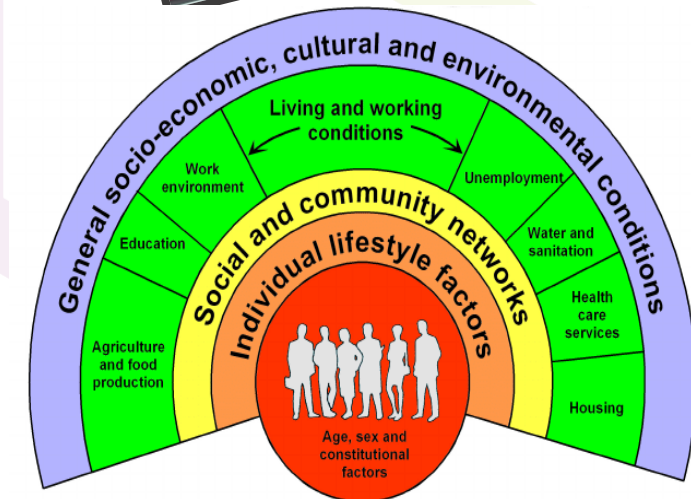 General socio-economic, cultural and environmental conditions
Living and working
conditions
Work
environment
Unemployment
Education
Water and
sanitation
Agriculture
and food
production
Health
care
services
Housing
Social and community networks
Individual lifestyle factors
Age, sex and
constitutional
factors